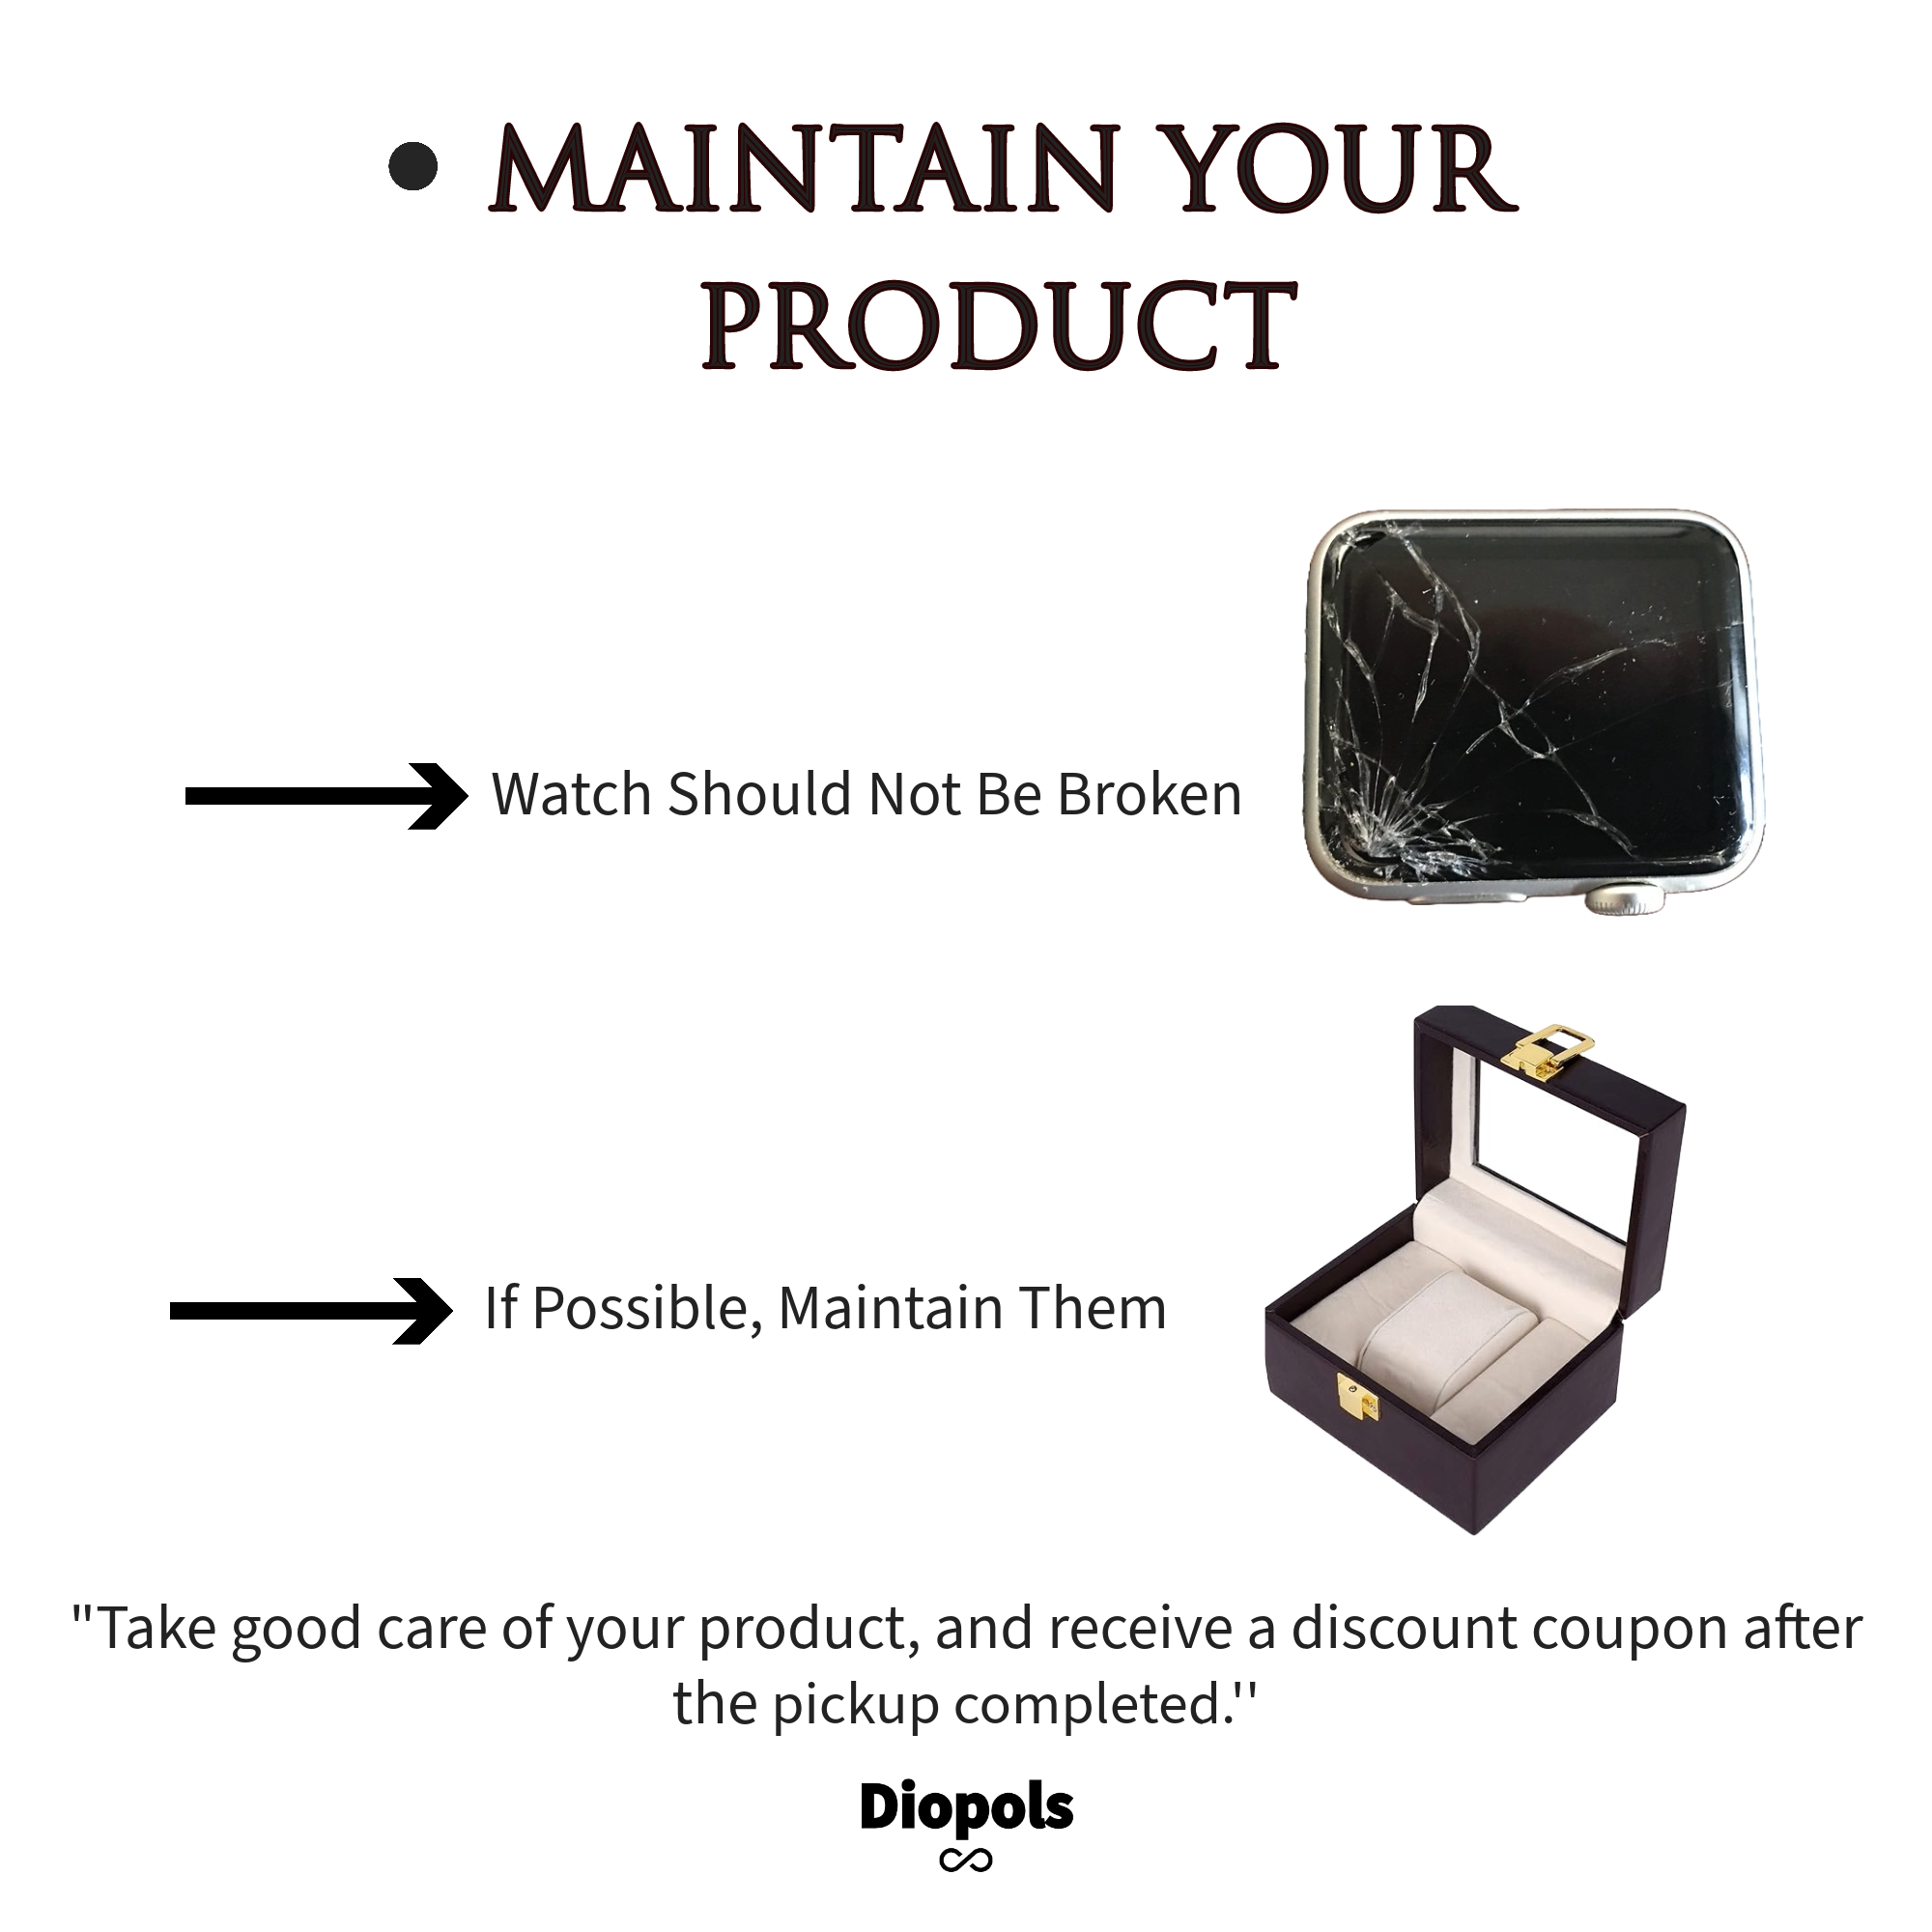 • MAINTAIN YOUR
PRODUCT
Watch Should Not Be Broken
If Possible, Maintain Them
"Take good care of your product, and receive a discount coupon after
the pickup completed.''
Diopols